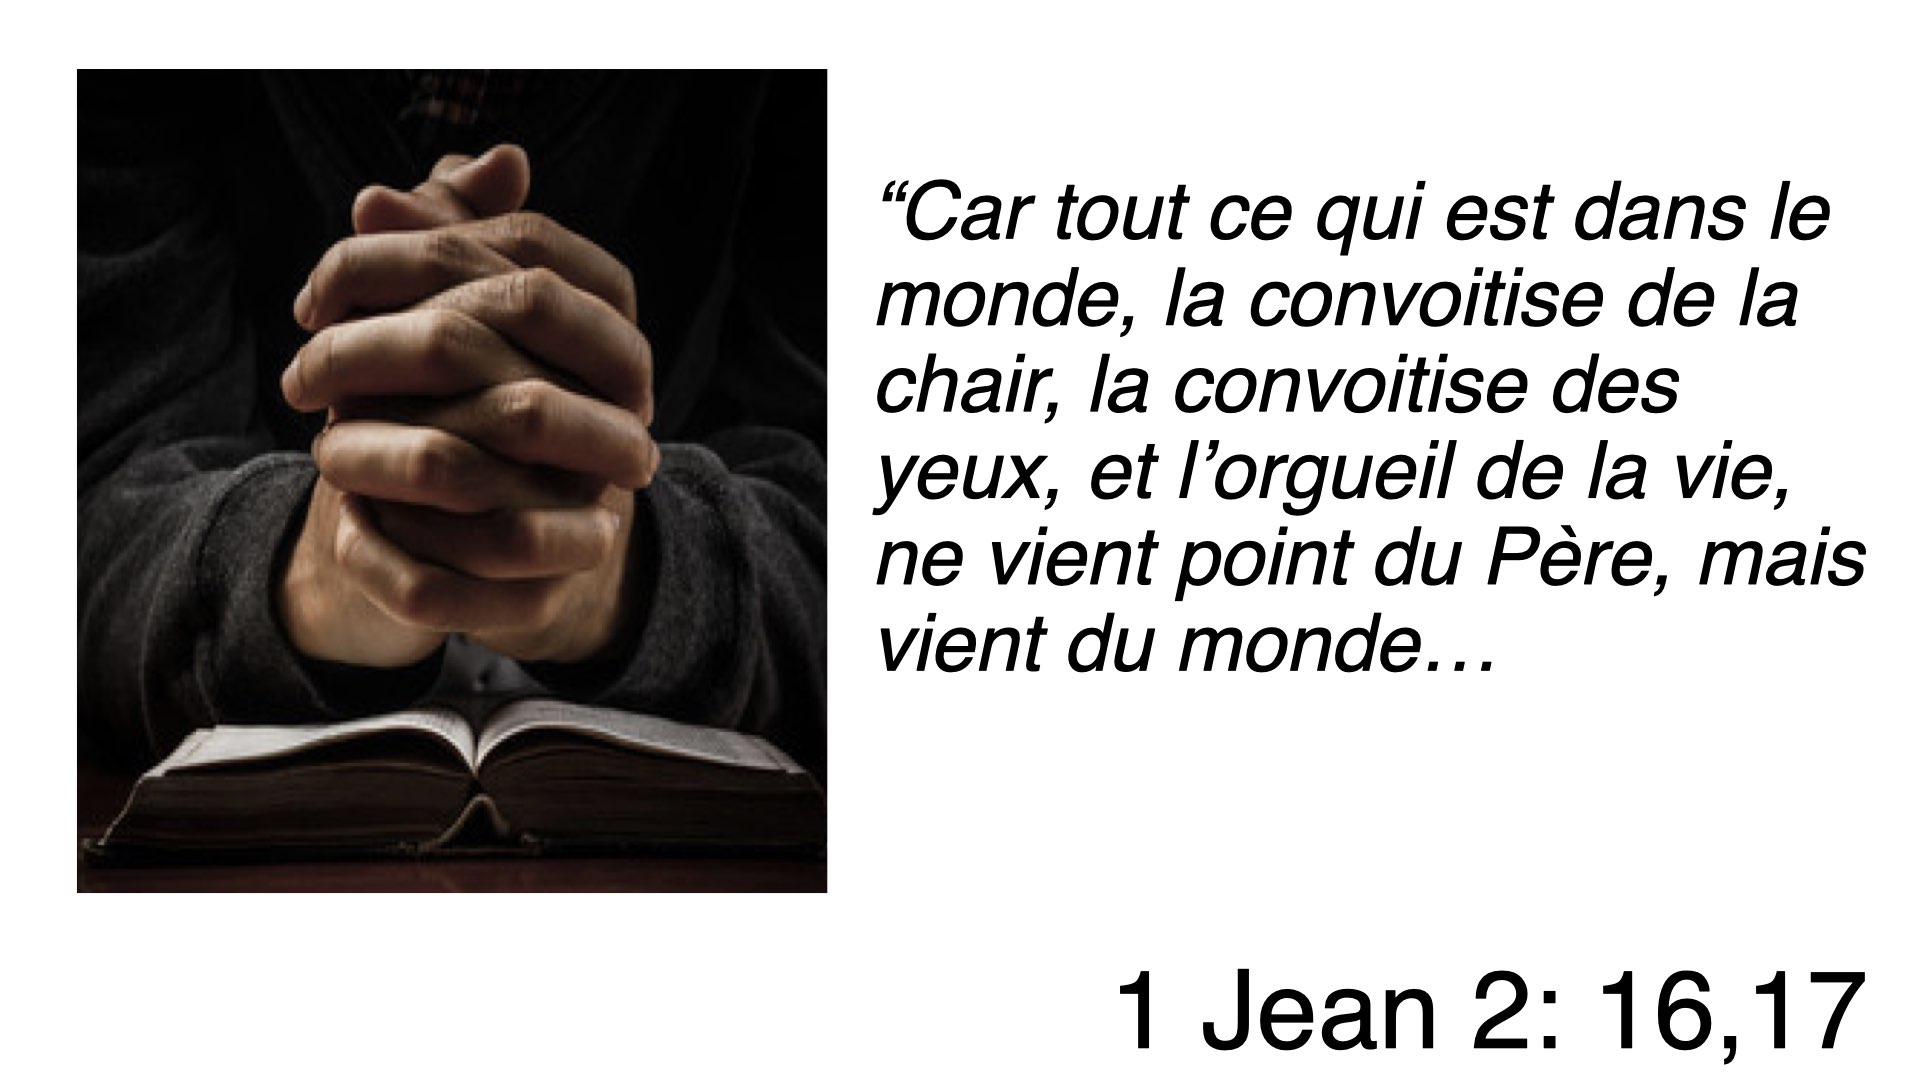 “Car tout ce qui est dans le
monde, la convoitise de la
chair, la convoitise des
yeux, et l’orgueil de la vie,
ne vient point du Père, mais
vient du monde…
1 Jean 2: 16,17